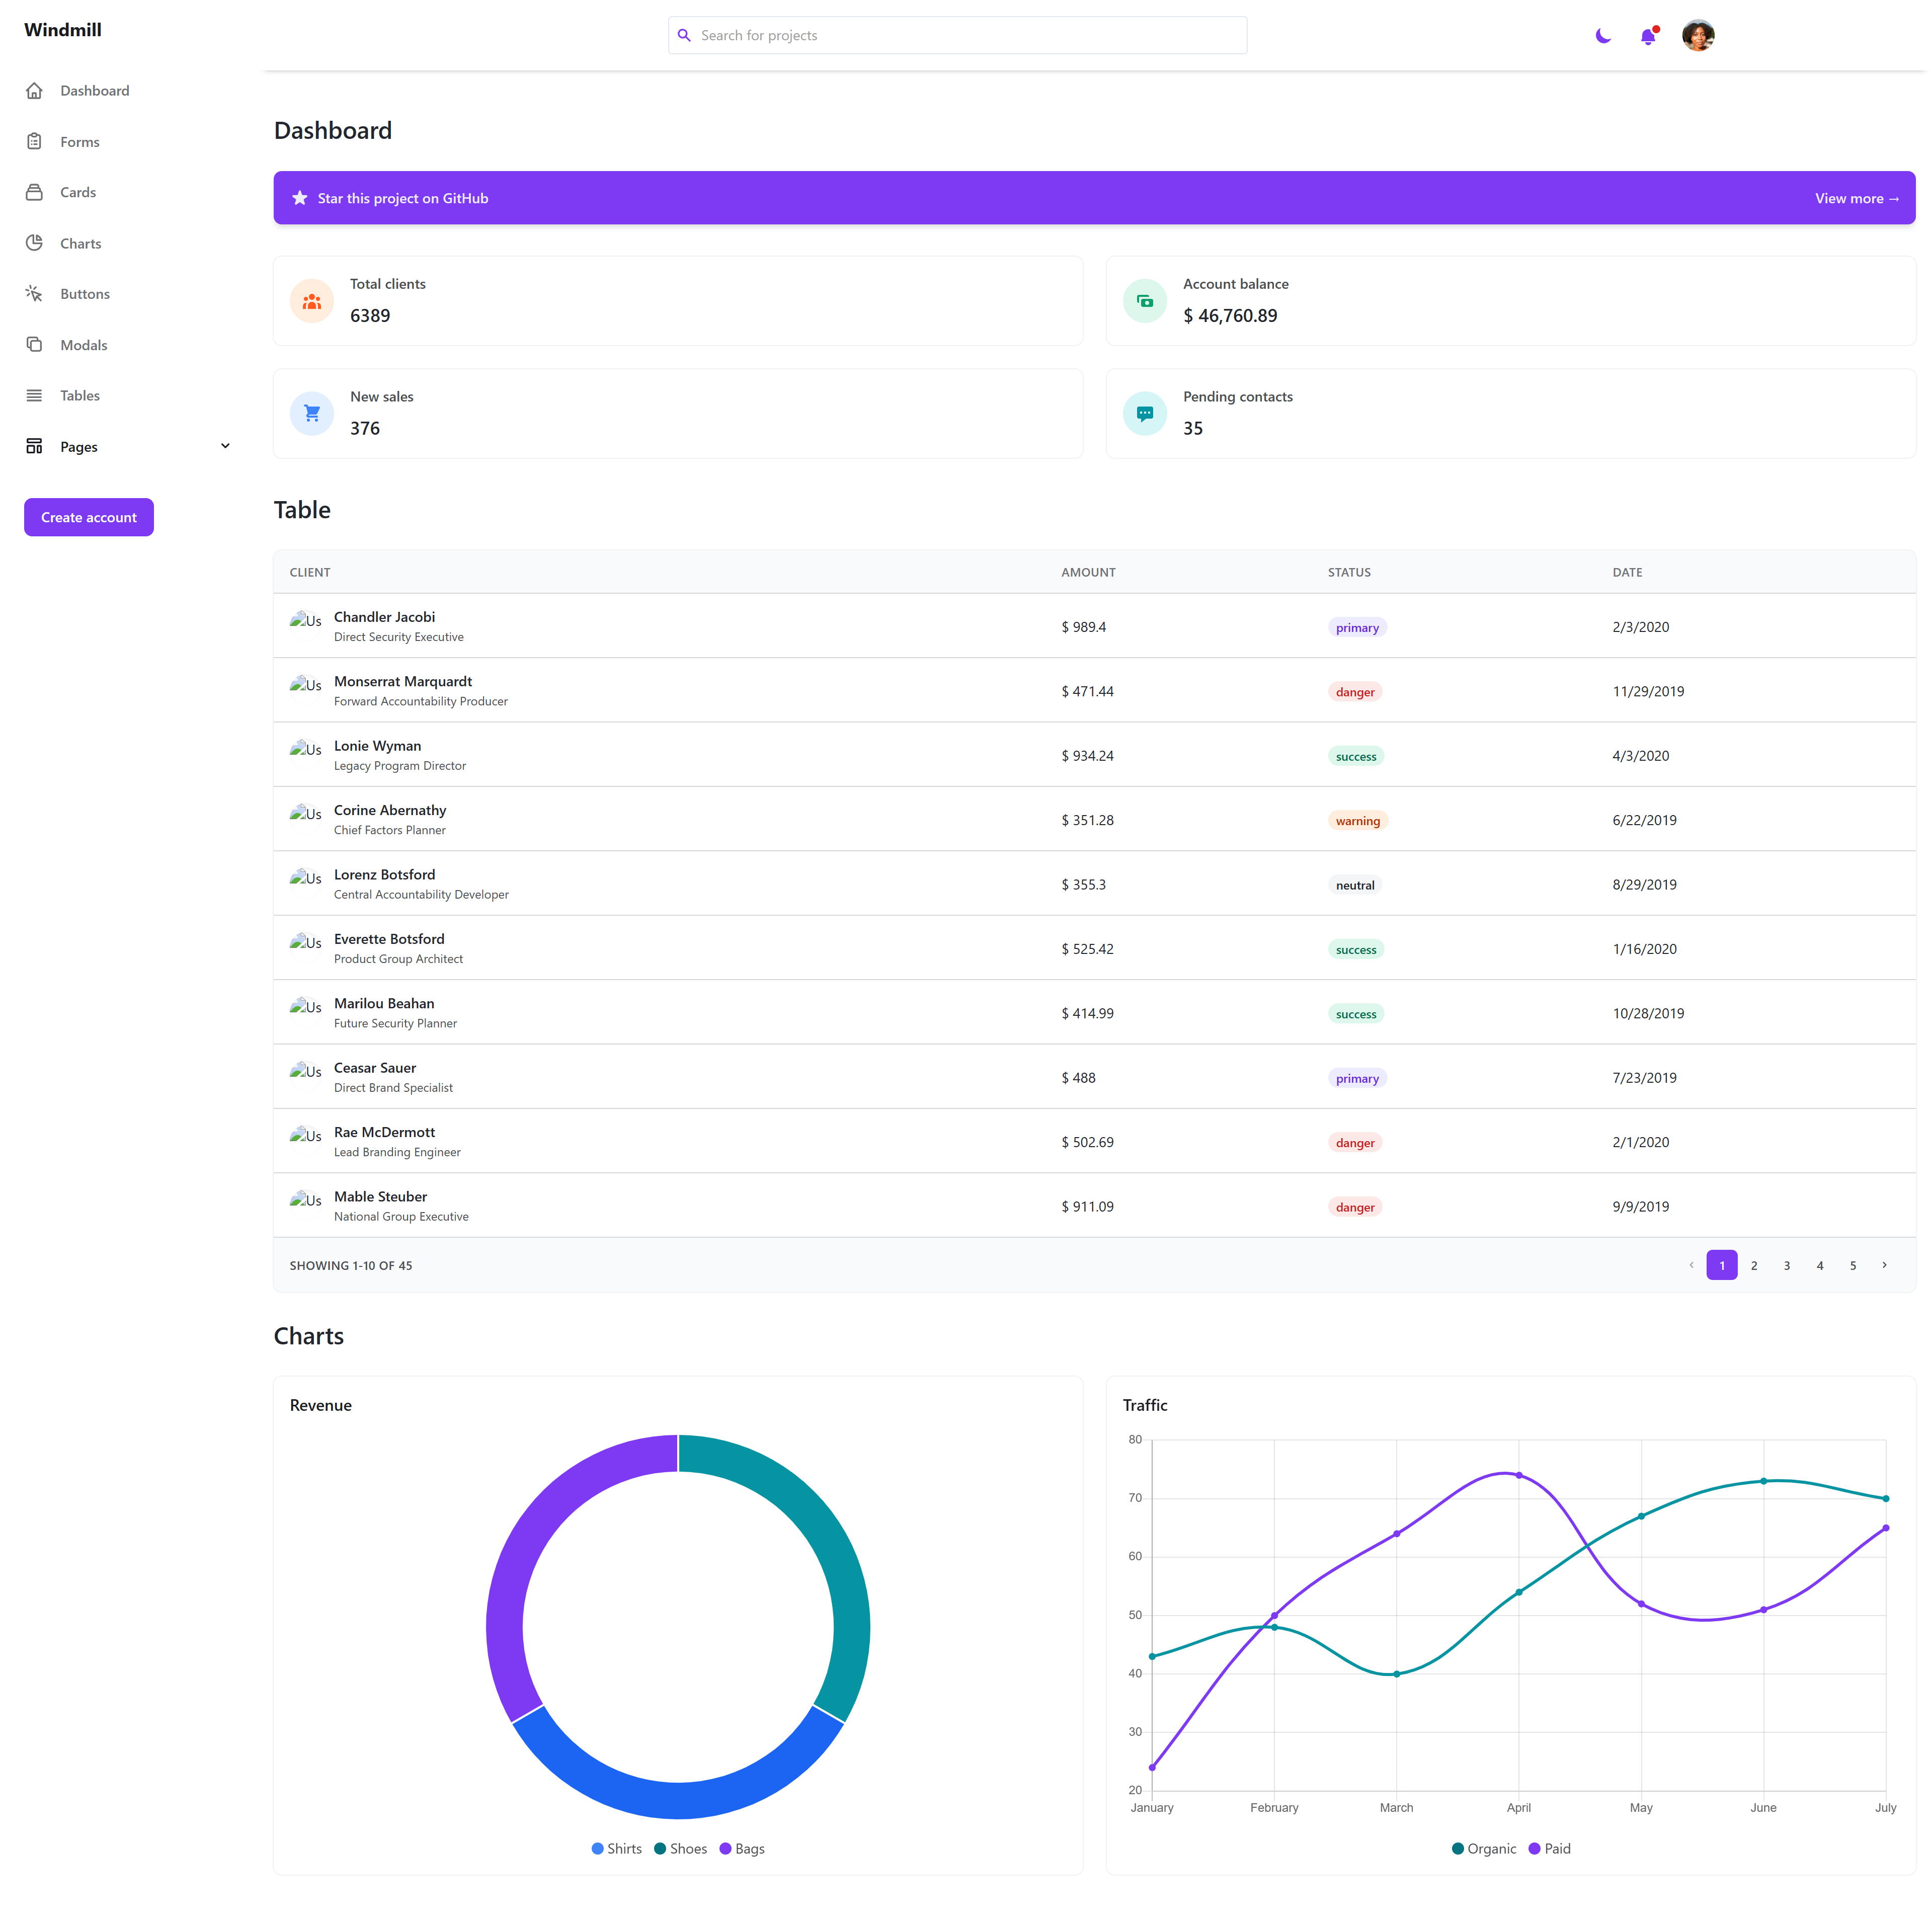 Windmill
Search for projects
Dashboard
Forms
Cards
Charts
Buttons
Modals
Tables
Pages
Create account
Dashboard
Star this project on GitHub
View more →
Total clients
6389
Account balance
$ 46,760.89
New sales
376
Pending contacts
35
Table
CLIENT AMOUNT STATUS DATE
Us Chandler Jacobi
Direct Security Executive
$ 989.4 primary 2/3/2020
Us Monserrat Marquardt
Forward Accountability Producer
$ 471.44 danger 11/29/2019
Us Lonie Wyman
Legacy Program Director
$ 934.24 success 4/3/2020
Us Corine Abernathy
Chief Factors Planner
$ 351.28 warning 6/22/2019
Us Lorenz Botsford
Central Accountability Developer
$ 355.3 neutral 8/29/2019
Us Everette Botsford
Product Group Architect
$ 525.42 success 1/16/2020
Us Marilou Beahan
Future Security Planner
$ 414.99 success 10/28/2019
Us Ceasar Sauer
Direct Brand Specialist
$ 488 primary 7/23/2019
Us Rae McDermott
Lead Branding Engineer
$ 502.69 danger 2/1/2020
Us Mable Steuber
National Group Executive
$ 911.09 danger 9/9/2019
SHOWING 1-10 OF 45
1 2 3 4 5
Charts
Revenue
Shirts Shoes Bags
Traffic
80
70
60
50
40
30
20
January February March April May June July
Organic Paid